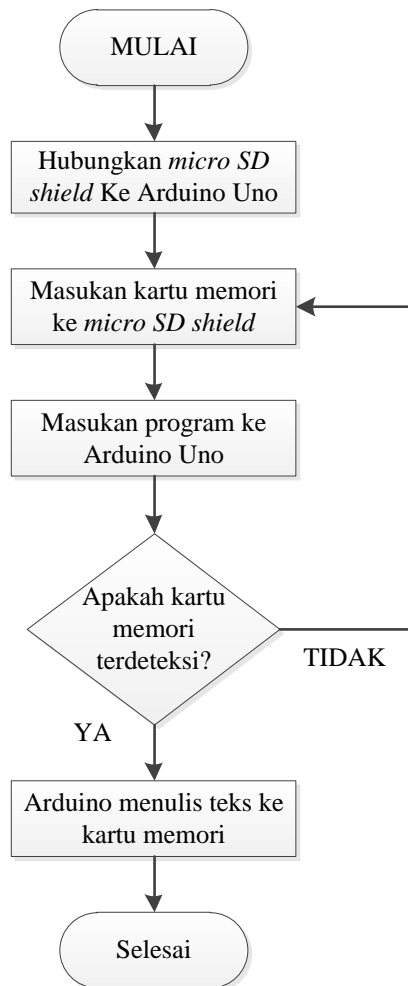 MULAI
Hubungkan micro SD
shield Ke Arduino Uno
Masukan kartu memori
ke micro SD shield
Masukan program ke
Arduino Uno
Apakah kartu
memori
terdeteksi?
TIDAK
YA
Arduino menulis teks ke
kartu memori
Selesai